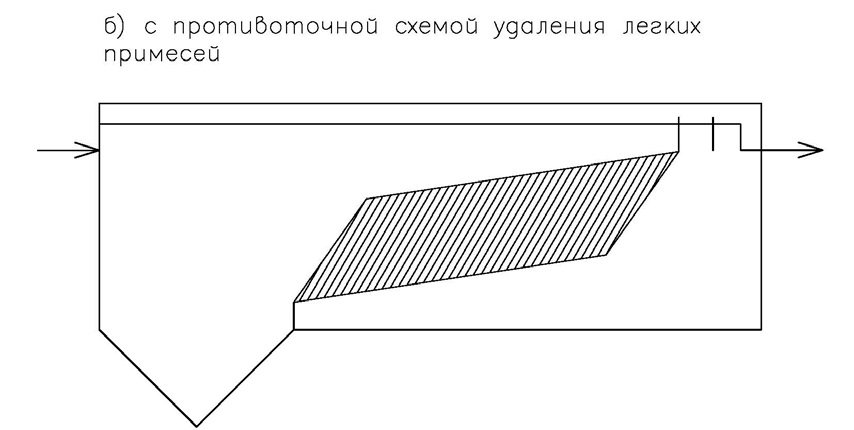 б) с противоточной схемой удаления легких
примесей